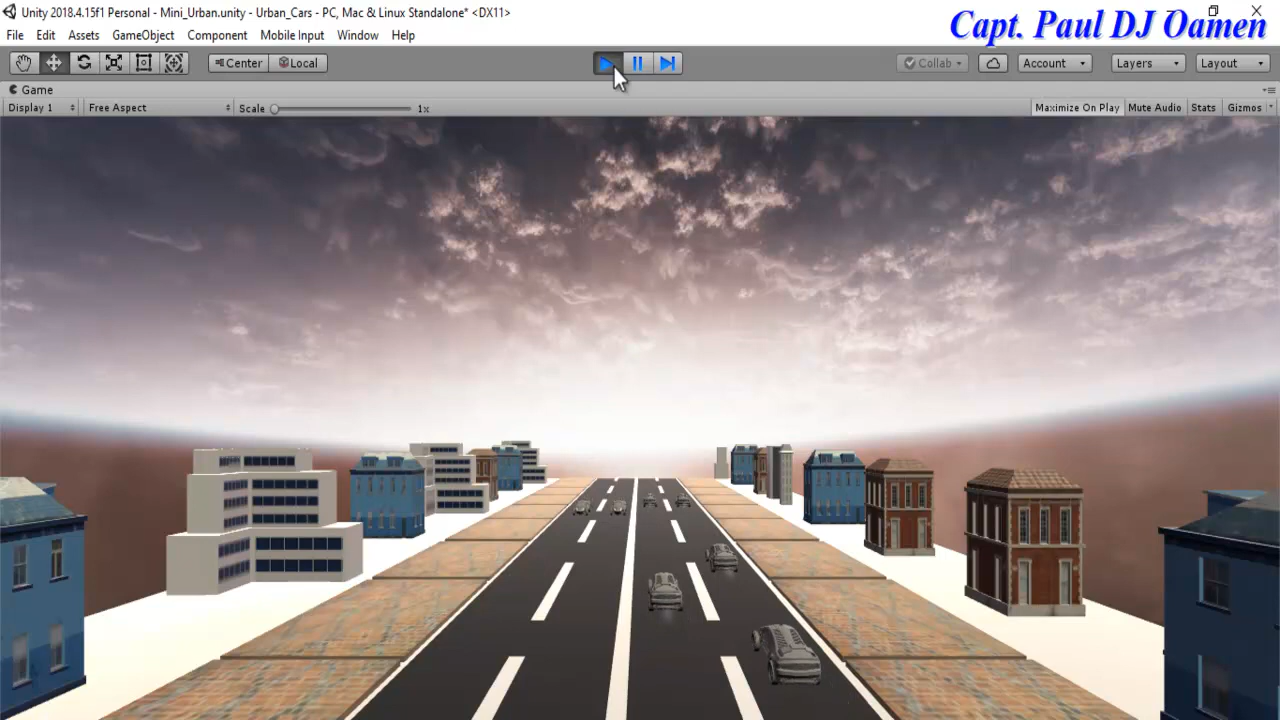 Unity 2018.4.15f1 Personal - Mini_Urban.unity - Urban_Cars - PC, Mac & Linux Standalone* <DX11>
Capt. Paul DJ Oamen
File Edit Assets GameObject Component Mobile Input Window Help
Center Local Collab Account Layers Layout
Game
Display 1 Free Aspect Scale 1x Maximize On Play Mute Audio Stats Gizmos